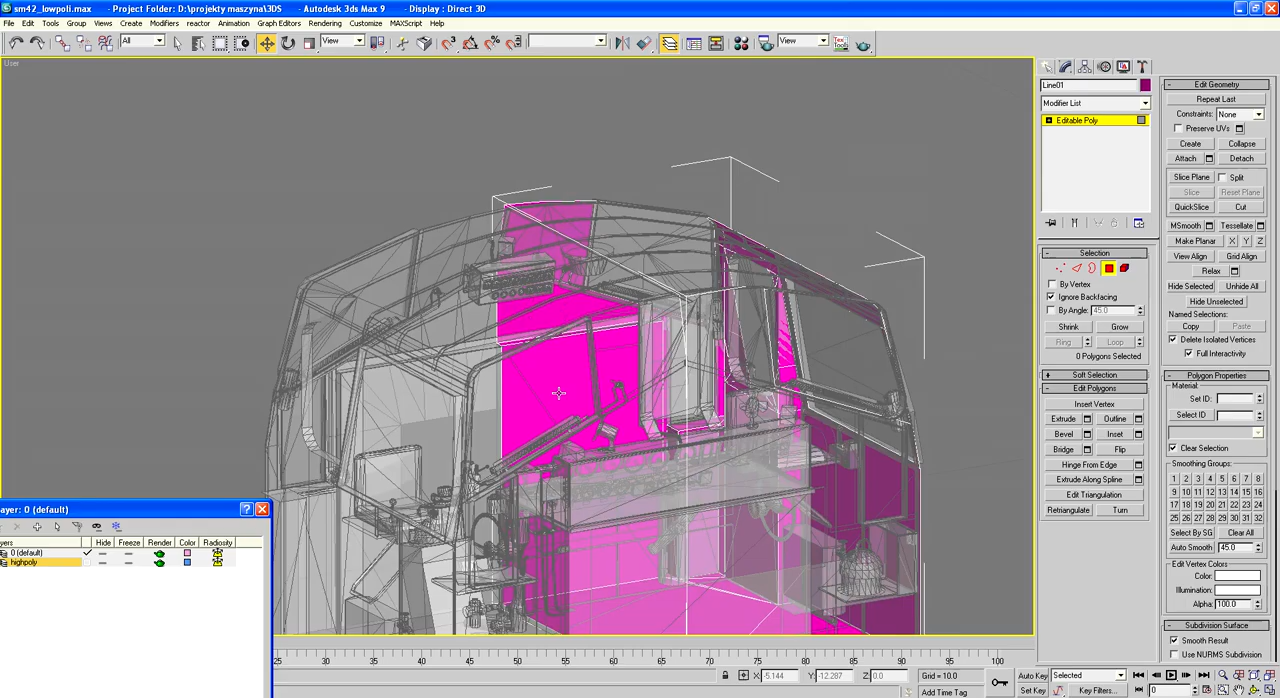 sm42_lowpoli.max - Project Folder: D:\projekty maszyna\3DS - Autodesk 3ds Max 9 - Display : Direct 3D
File Edit Tools Group Views Create Modifiers reactor Animation Graph Editors Rendering Customize MAXScript Help
All View View
User
Line01
Modifier List
Editable Poly
Selection
By Vertex
Ignore Backfacing
By Angle: 45.0
Shrink Grow
Ring Loop
0 Polygons Selected
Soft Selection
Edit Polygons
Insert Vertex
Extrude Outline
Bevel Inset
Bridge Flip
Hinge From Edge
Extrude Along Spline
Edit Triangulation
Retriangulate Turn
Edit Geometry
Repeat Last
Constraints: None
Preserve UVs
Create Collapse
Attach Detach
Slice Plane Split
Slice Reset Plane
QuickSlice Cut
MSmooth Tessellate
Make Planar X Y Z
View Align Grid Align
Relax
Hide Selected Unhide All
Hide Unselected
Named Selections:
Copy Paste
Delete Isolated Vertices
Full Interactivity
Polygon Properties
Material:
Set ID:
Select ID
Clear Selection
Smoothing Groups:
1 2 3 4 5 6 7 8
9 10 11 12 13 14 15 16
17 18 19 20 21 22 23 24
25 26 27 28 29 30 31 32
Select By SG Clear All
Auto Smooth 45.0
Edit Vertex Colors
Color:
Illumination:
Alpha: 100.0
Subdivision Surface
Smooth Result
Use NURMS Subdivision
ayer: 0 (default)
ayers Hide Freeze Render Color Radiosity
0 (default)
highpoly
25 30 35 40 45 50 55 60 65 70 75 80 85 90 95 100
X: -5.144 Y: -12.287 Z: 0.0 Grid = 10.0
Add Time Tag
Auto Key Selected
Set Key Key Filters...